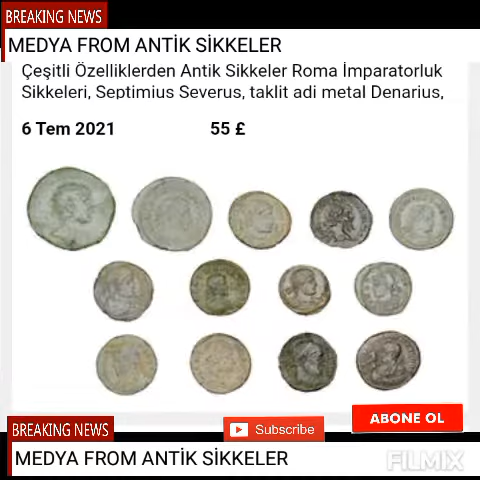 BREAKING NEWS
MEDYA FROM ANTİK SİKKELER
Çeşitli Özelliklerden Antik Sikkeler Roma İmparatorluk
Sikkeleri, Septimius Severus, taklit adi metal Denarius,
6 Tem 2021 55 £
ABONE OL
Subscribe
BREAKING NEWS
MEDYA FROM ANTİK SİKKELER
FILMIX